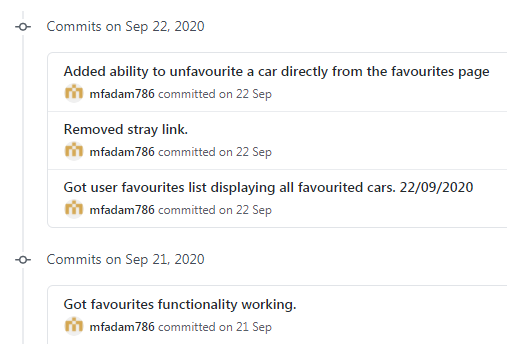 Commits on Sep 22, 2020
Added ability to unfavourite a car directly from the favourites page
mfadam786 committed on 22 Sep
Removed stray link.
mfadam786 committed on 22 Sep
Got user favourites list displaying all favourited cars. 22/09/2020
mfadam786 committed on 22 Sep
Commits on Sep 21, 2020
Got favourites functionality working.
mfadam786 committed on 21 Sep